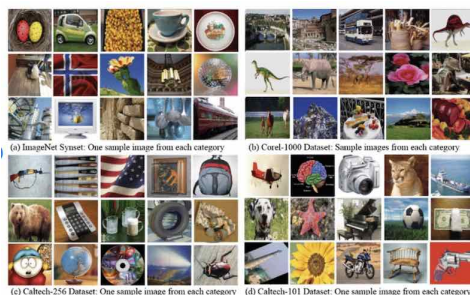 (a) ImageNet Synset: One sample image from each category
(b) Corel-1000 Dataset: Sample images from each category
(c) Caltech-256 Dataset: One sample image from each category
(d) Caltech-101 Dataset: One sample image from each category